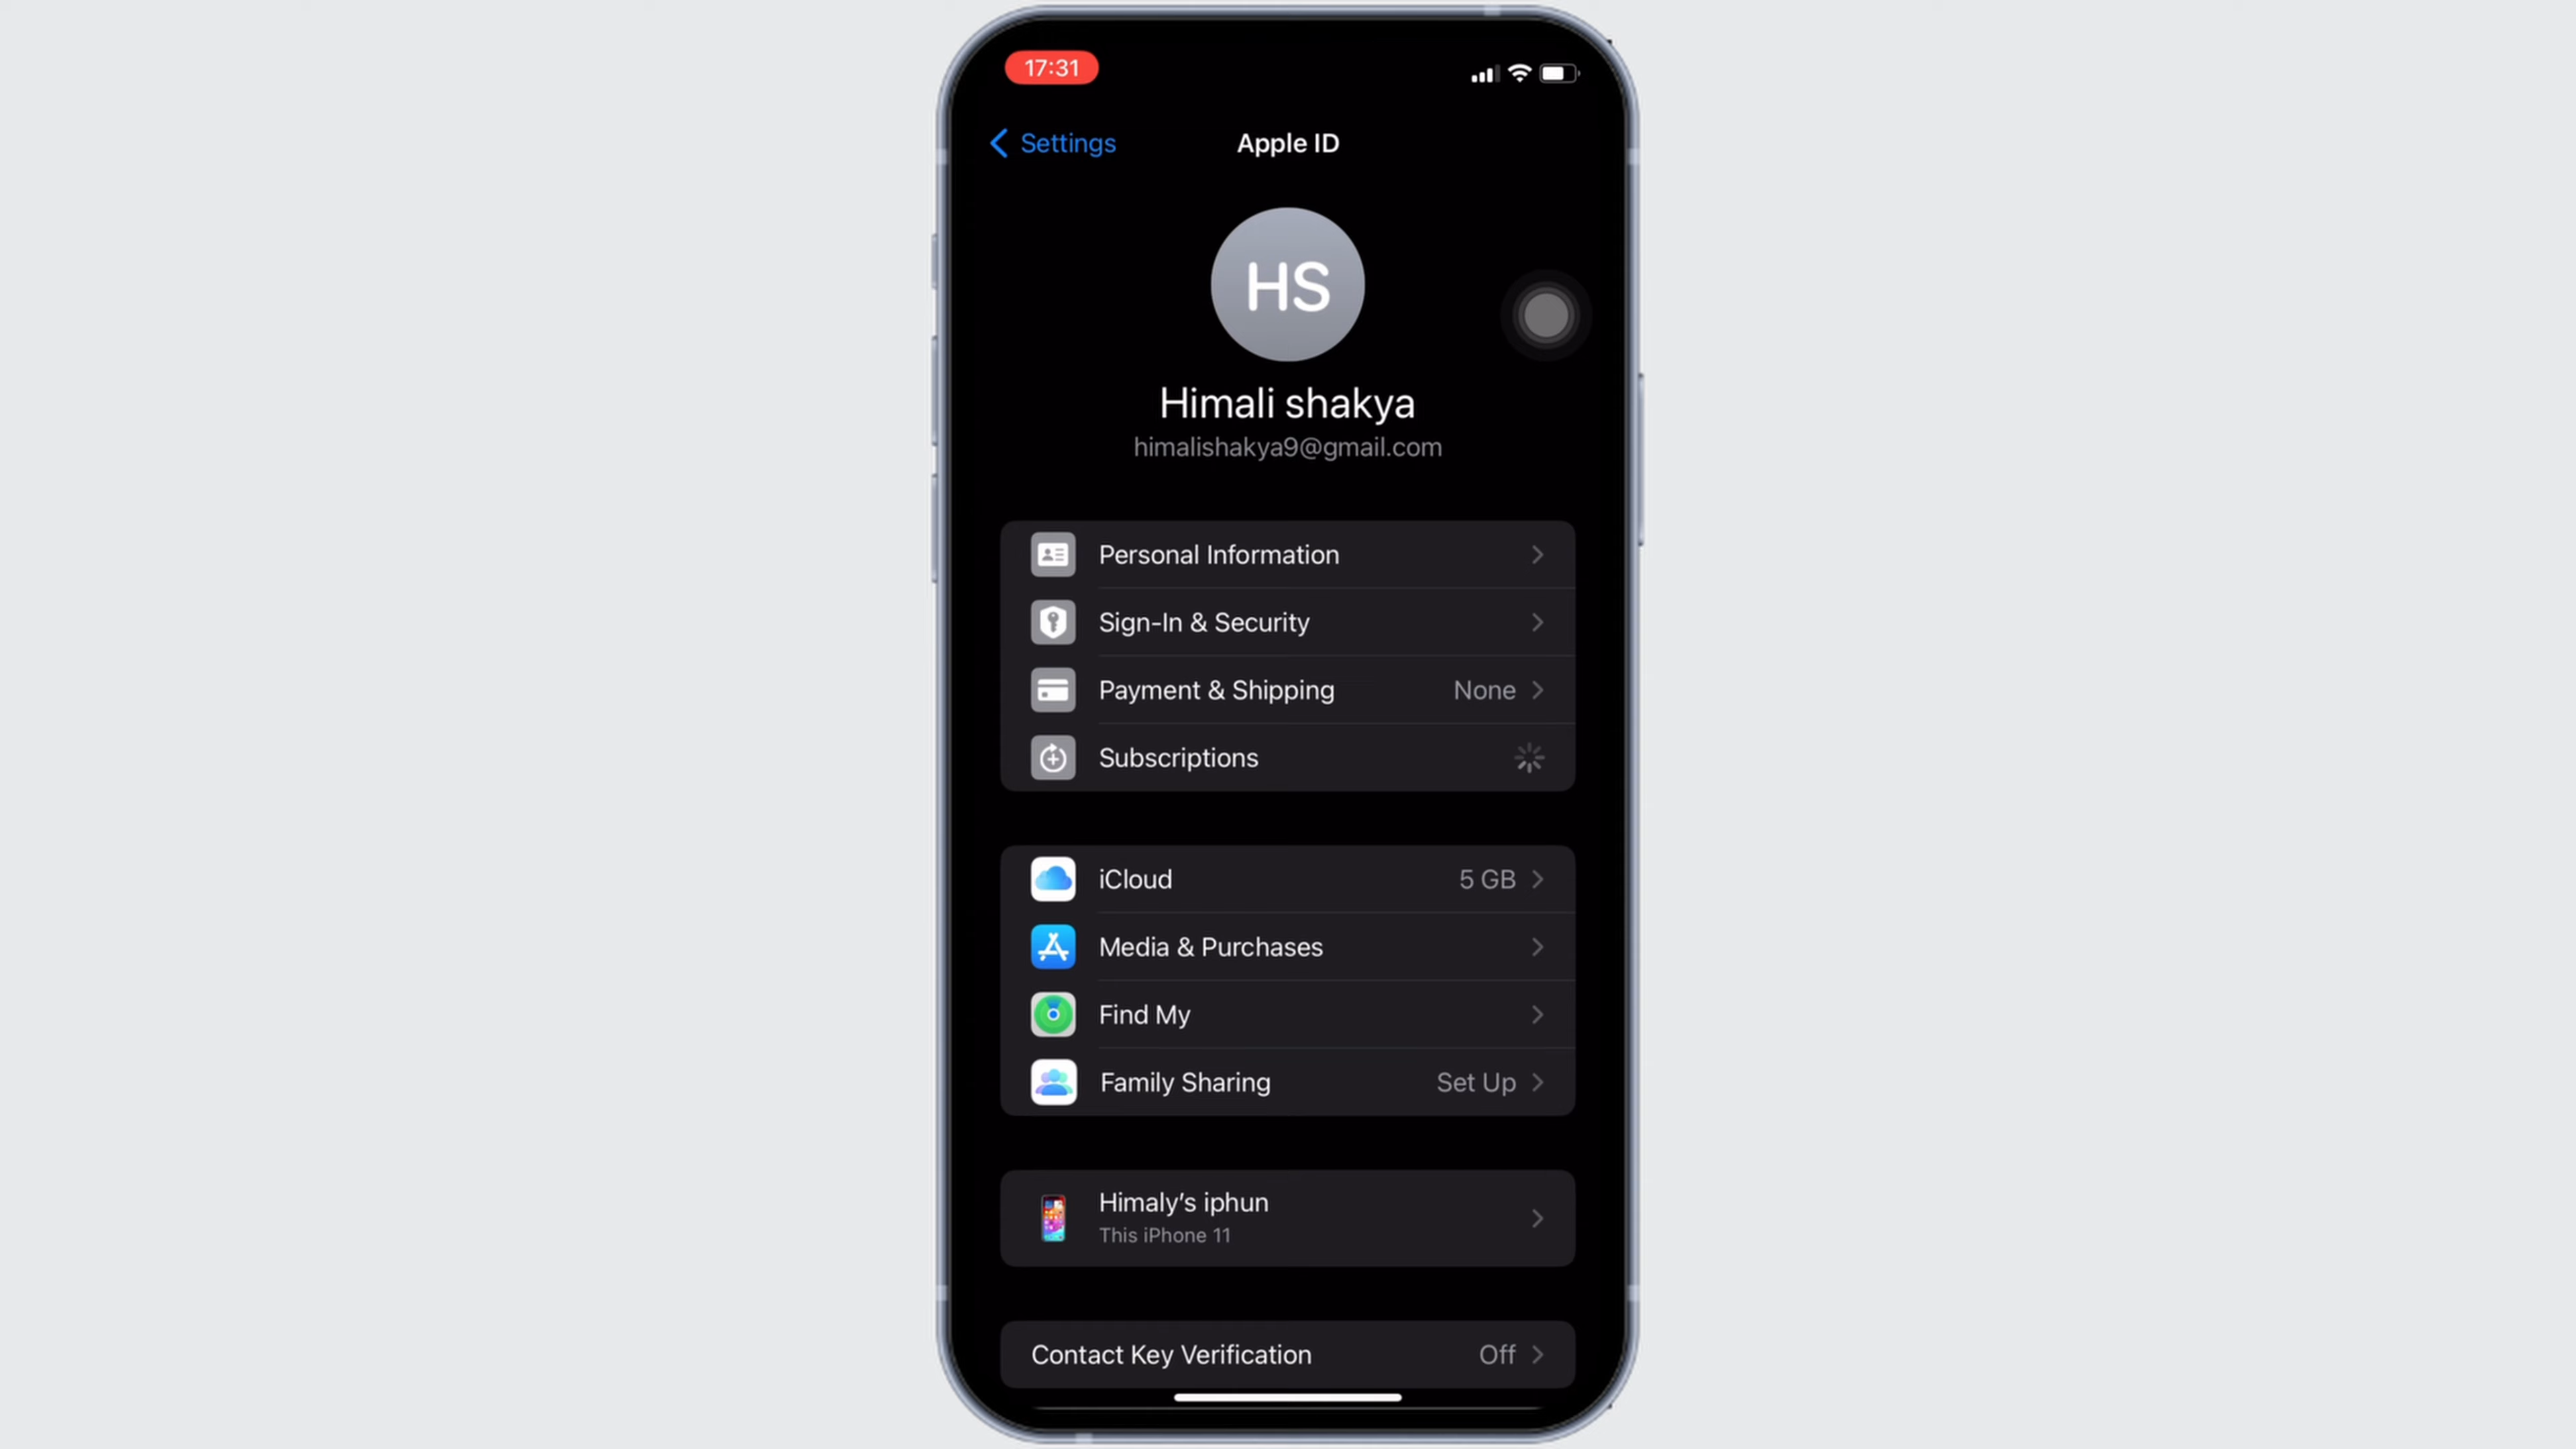 17:31
Settings
Apple ID
HS
Himali shakya
himalishakya9@gmail.com
Personal Information
Sign-In & Security
Payment & Shipping None
Subscriptions
iCloud 5 GB
Media & Purchases
Find My
Family Sharing Set Up
Himaly’s iphun
This iPhone 11
Contact Key Verification Off